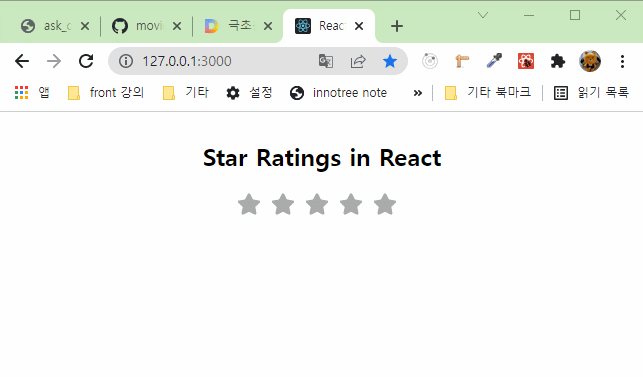 ask_c
movi
극초
React
127.0.0.1:3000
앱 front 강의 기타 설정 innotree note » 기타 북마크 읽기 목록
Star Ratings in React